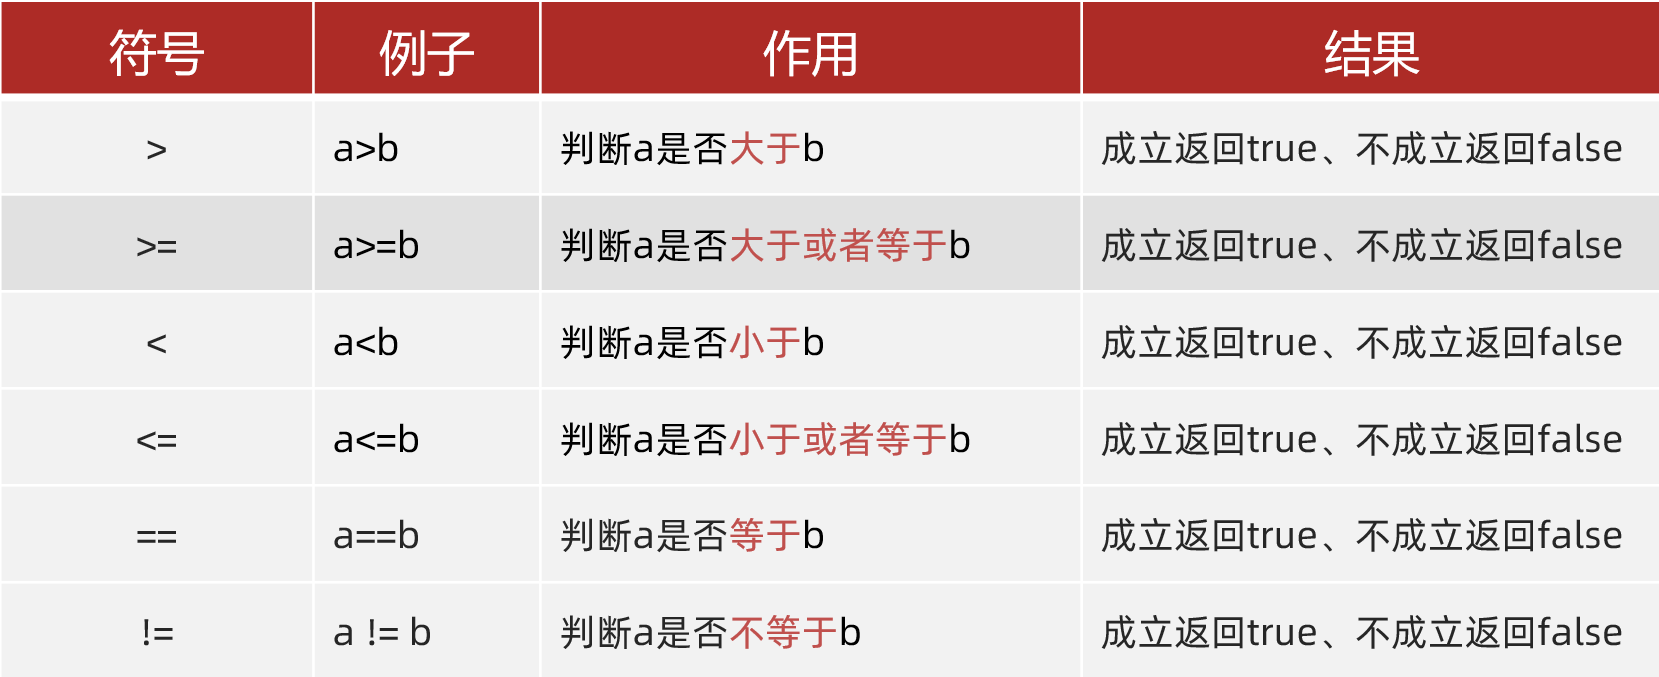 符号 例子 作用 结果
> a>b 判断a是否大于b 成立返回true、不成立返回false
>= a>=b 判断a是否大于或者等于b 成立返回true、不成立返回false
< a<b 判断a是否小于b 成立返回true、不成立返回false
<= a<=b 判断a是否小于或者等于b 成立返回true、不成立返回false
== a==b 判断a是否等于b 成立返回true、不成立返回false
!= a != b 判断a是否不等于b 成立返回true、不成立返回false